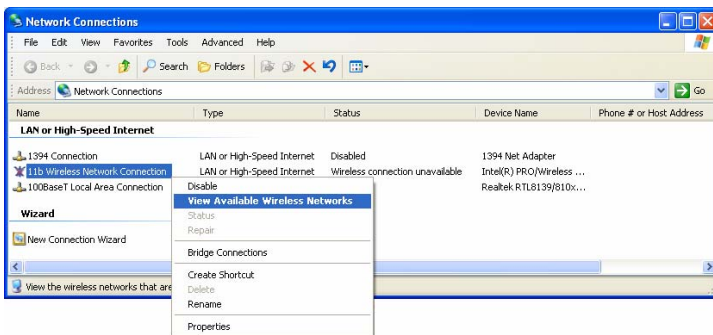 Network Connections
File Edit View Favorites Tools Advanced Help
Back Search Folders
Address Network Connections Go
Name Type Status Device Name Phone # or Host Address
LAN or High-Speed Internet
1394 Connection LAN or High-Speed Internet Disabled 1394 Net Adapter
11b Wireless Network Connection LAN or High-Speed Internet Wireless connection unavailable Intel(R) PRO/Wireless ...
100BaseT Local Area Connection Realtek RTL8139/810x...
Disable
View Available Wireless Networks
Status
Repair
Bridge Connections
Create Shortcut
Delete
Rename
Properties
Wizard
New Connection Wizard
View the wireless networks that are